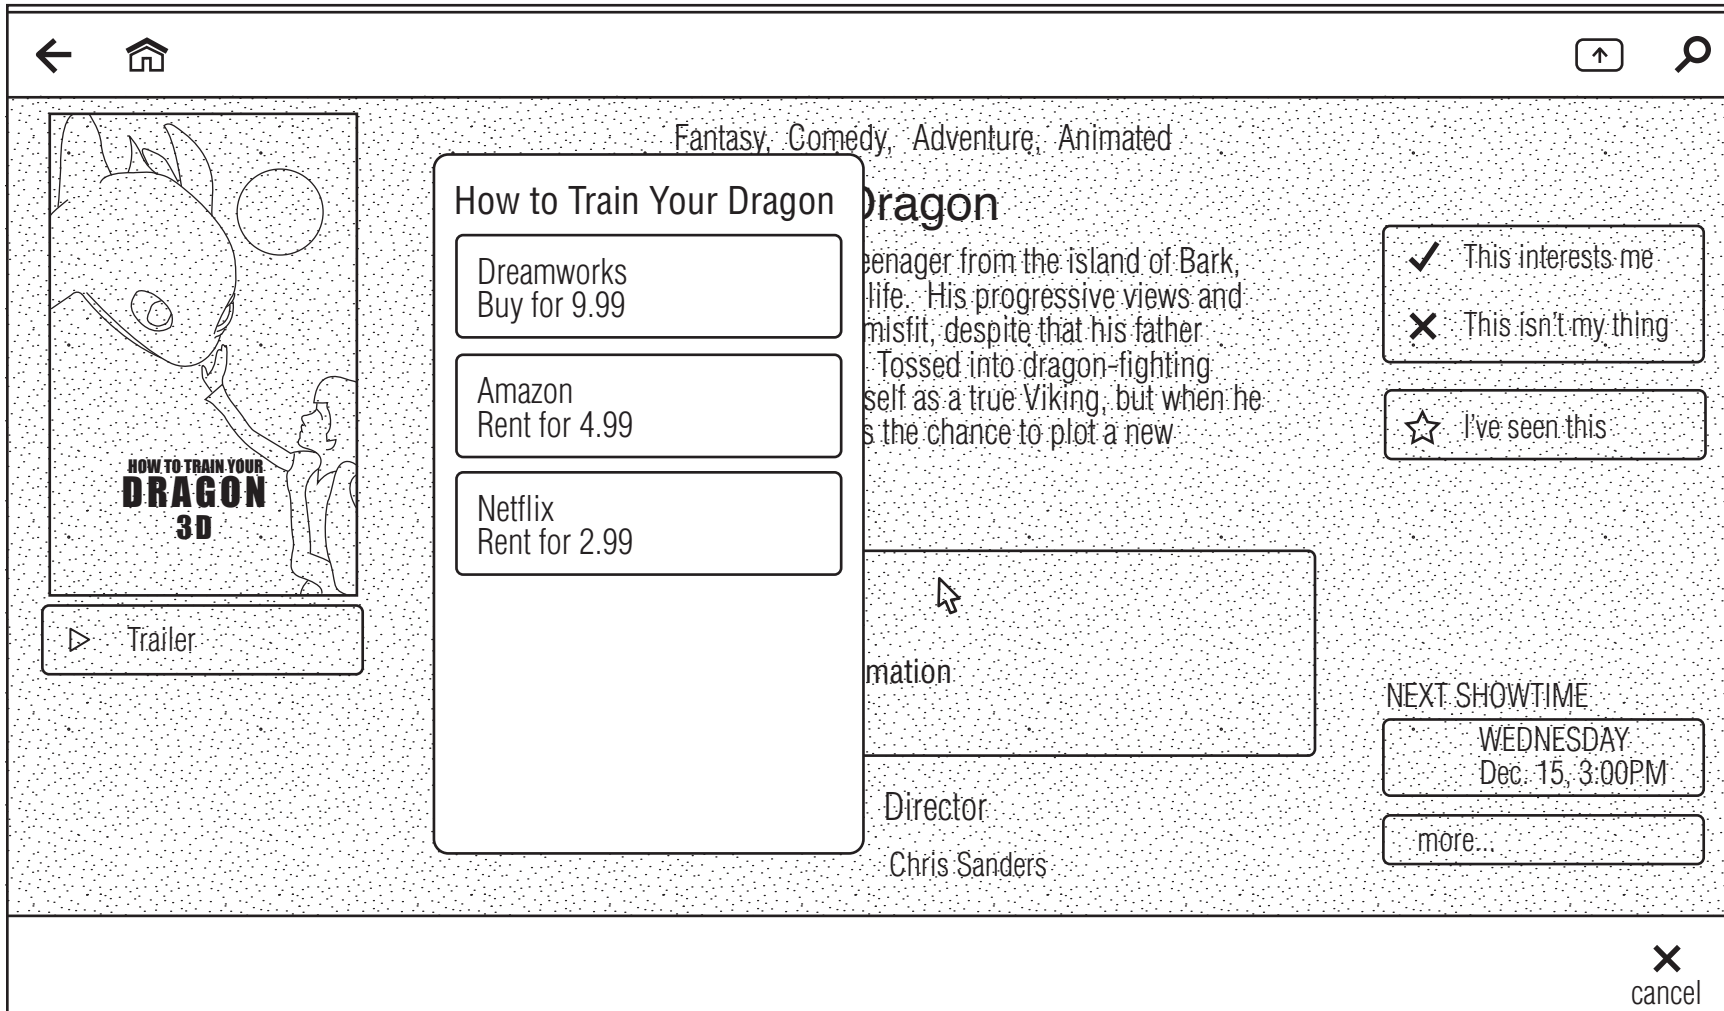 Fantasy, Comedy, Adventure, Animated
HOW TO TRAIN YOUR
DRAGON
3D
Trailer
How to Train Your Dragon
Dreamworks
Buy for 9.99
Amazon
Rent for 4.99
Netflix
Rent for 2.99
Dragon
eenager from the island of Bark,
life. His progressive views and
misfit, despite that his father
Tossed into dragon-fighting
self as a true Viking, but when he
s the chance to plot a new
mation
Director
Chris Sanders
This interests me
This isn't my thing
I've seen this
NEXT SHOWTIME
WEDNESDAY
Dec. 15, 3:00PM
more...
cancel